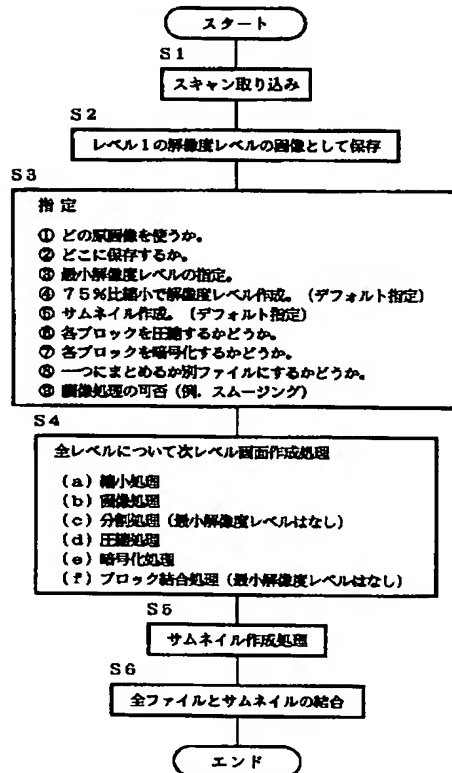 スタート
S1
スキャン取り込み
S2
レベル1の解像度レベルの画像として保存
S3
指定
① どの原画像を使うか。
② どこに保存するか。
③ 最小解像度レベルの指定。
④ 75%比縮小で解像度レベル作成。(デフォルト指定)
⑤ サムネイル作成。(デフォルト指定)
⑥ 各ブロックを圧縮するかどうか。
⑦ 各ブロックを暗号化するかどうか。
⑧ 一つにまとめるか別ファイルにするかどうか。
⑨ 画像処理の可否(例.スムージング)
S4
全レベルについて次レベル画面作成処理
(a)縮小処理
(b)画像処理
(c)分割処理(最小解像度レベルはなし)
(d)圧縮処理
(e)暗号化処理
(f)ブロック結合処理(最小解像度レベルはなし)
S5
サムネイル作成処理
S6
全ファイルとサムネイルの結合
エンド